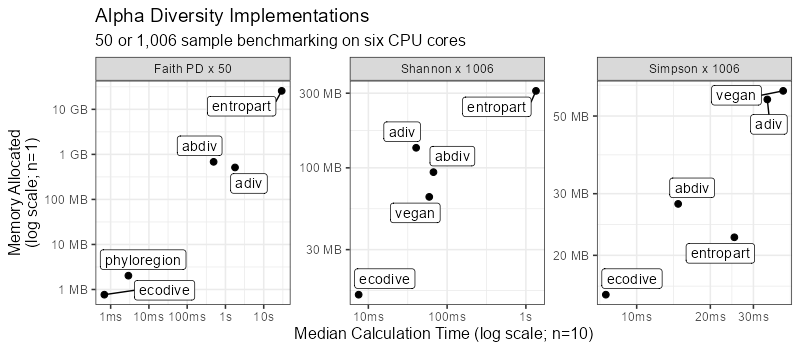 Alpha Diversity Implementations
50 or 1,006 sample benchmarking on six CPU cores
Faith PD x 50
Shannon x 1006
Simpson x 1006
Memory Allocated
(log scale; n=1)
10 GB
1 GB
100 MB
10 MB
1 MB
entropart
abdiv
adiv
phyloregion
ecodive
1ms
10ms
100ms
1s
10s
300 MB
100 MB
30 MB
entropart
adiv
abdiv
vegan
ecodive
10ms
100ms
1s
50 MB
30 MB
20 MB
vegan
adiv
abdiv
entropart
ecodive
10ms
20ms
30ms
Median Calculation Time (log scale; n=10)